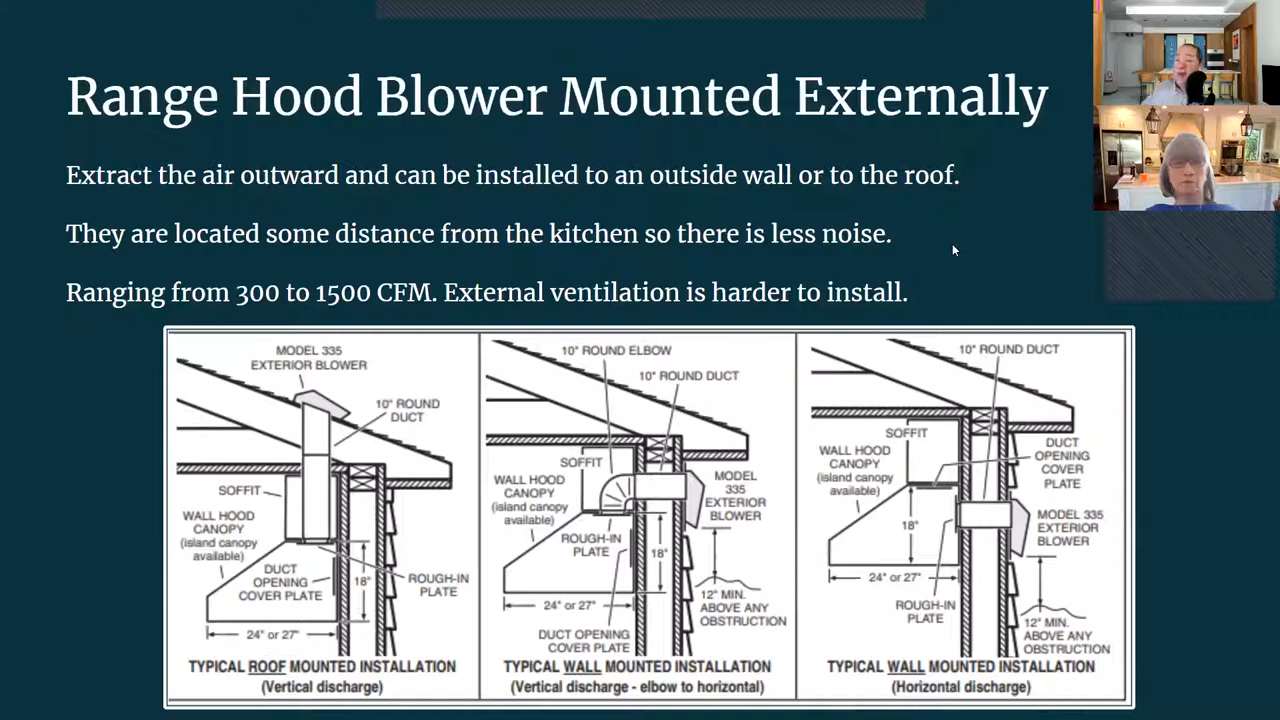 Range Hood Blower Mounted Externally
Extract the air outward and can be installed to an outside wall or to the roof.
They are located some distance from the kitchen so there is less noise.
Ranging from 300 to 1500 CFM. External ventilation is harder to install.
MODEL 335
EXTERIOR BLOWER
10" ROUND
DUCT
SOFFIT
WALL HOOD
CANOPY
(island canopy
available)
DUCT
OPENING
COVER PLATE
18"
ROUGH-IN
PLATE
24" or 27"
TYPICAL ROOF MOUNTED INSTALLATION
(Vertical discharge)
10" ROUND ELBOW
10" ROUND DUCT
SOFFIT
WALL HOOD
CANOPY
(island canopy
available)
MODEL
335
EXTERIOR
BLOWER
ROUGH-IN
PLATE
18"
24" or 27"
12" MIN.
ABOVE ANY
OBSTRUCTION
DUCT OPENING
COVER PLATE
TYPICAL WALL MOUNTED INSTALLATION
(Vertical discharge - elbow to horizontal)
10" ROUND DUCT
SOFFIT
WALL HOOD
CANOPY
(island canopy
available)
DUCT
OPENING
COVER
PLATE
18"
MODEL 335
EXTERIOR
BLOWER
24" or 27"
ROUGH-IN
PLATE
12" MIN.
ABOVE ANY
OBSTRUCTION
TYPICAL WALL MOUNTED INSTALLATION
(Horizontal discharge)